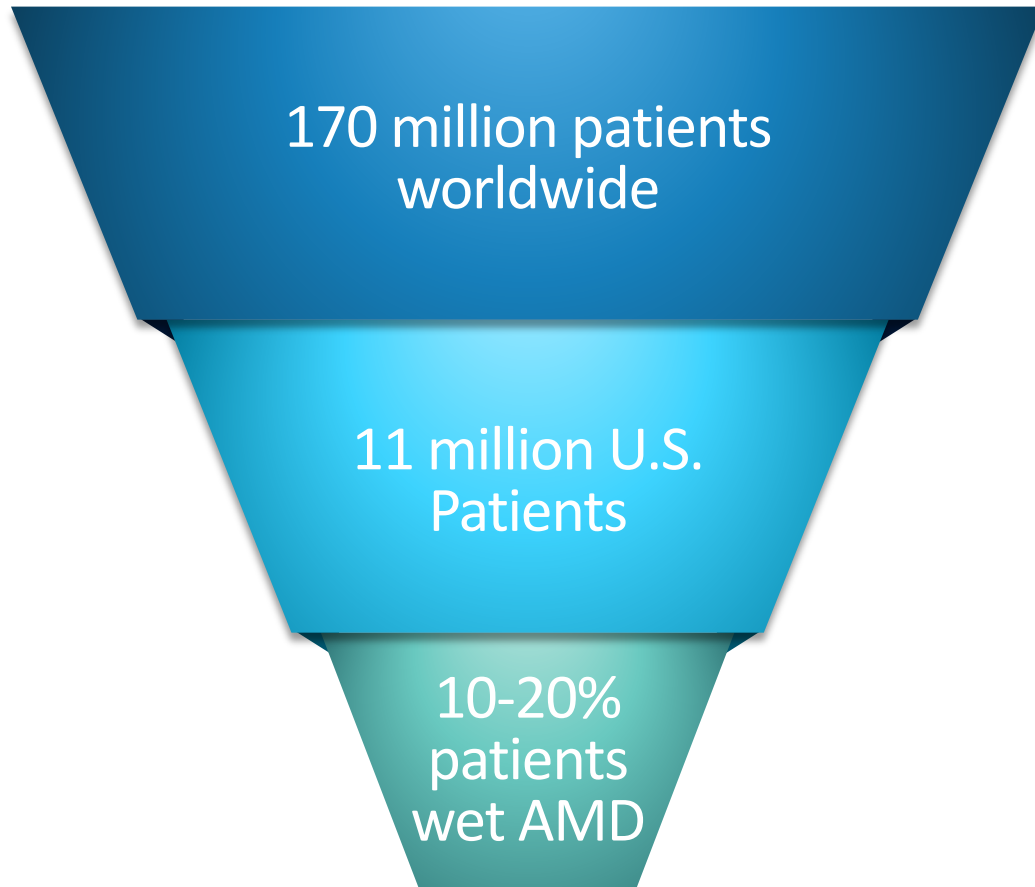 170 million patients
worldwide
11 million U.S.
Patients
10-20%
patients
wet AMD